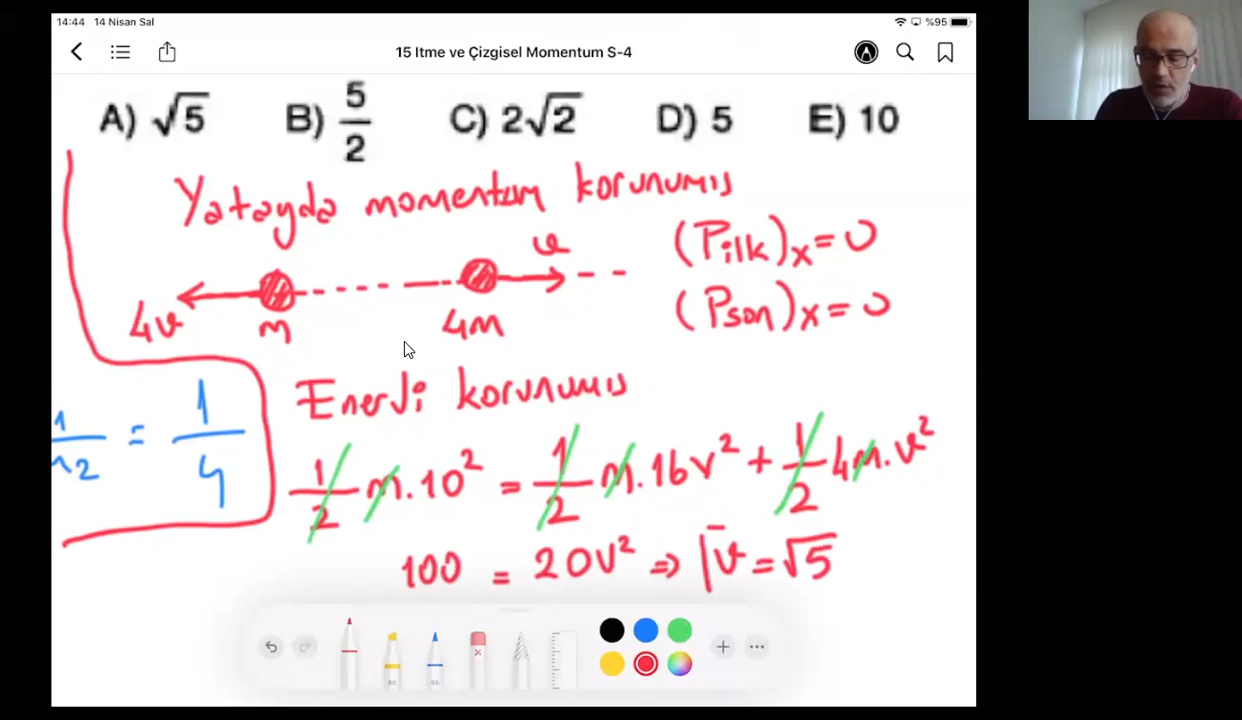 14:44 14 Nisan Sal
%95
15 Itme ve Çizgisel Momentum S-4
A) √5 B) 5/2 C) 2√2 D) 5 E) 10
Yatayda momentum korunumış
(Pilk)x = 0
4v m 4m v
(Pson)x = 0
Enerji korunumış
= 1/4
1/2 m.10² = 1/2 m.16v² + 1/2 4m.v²
100 = 20v² ⇒ v = √5